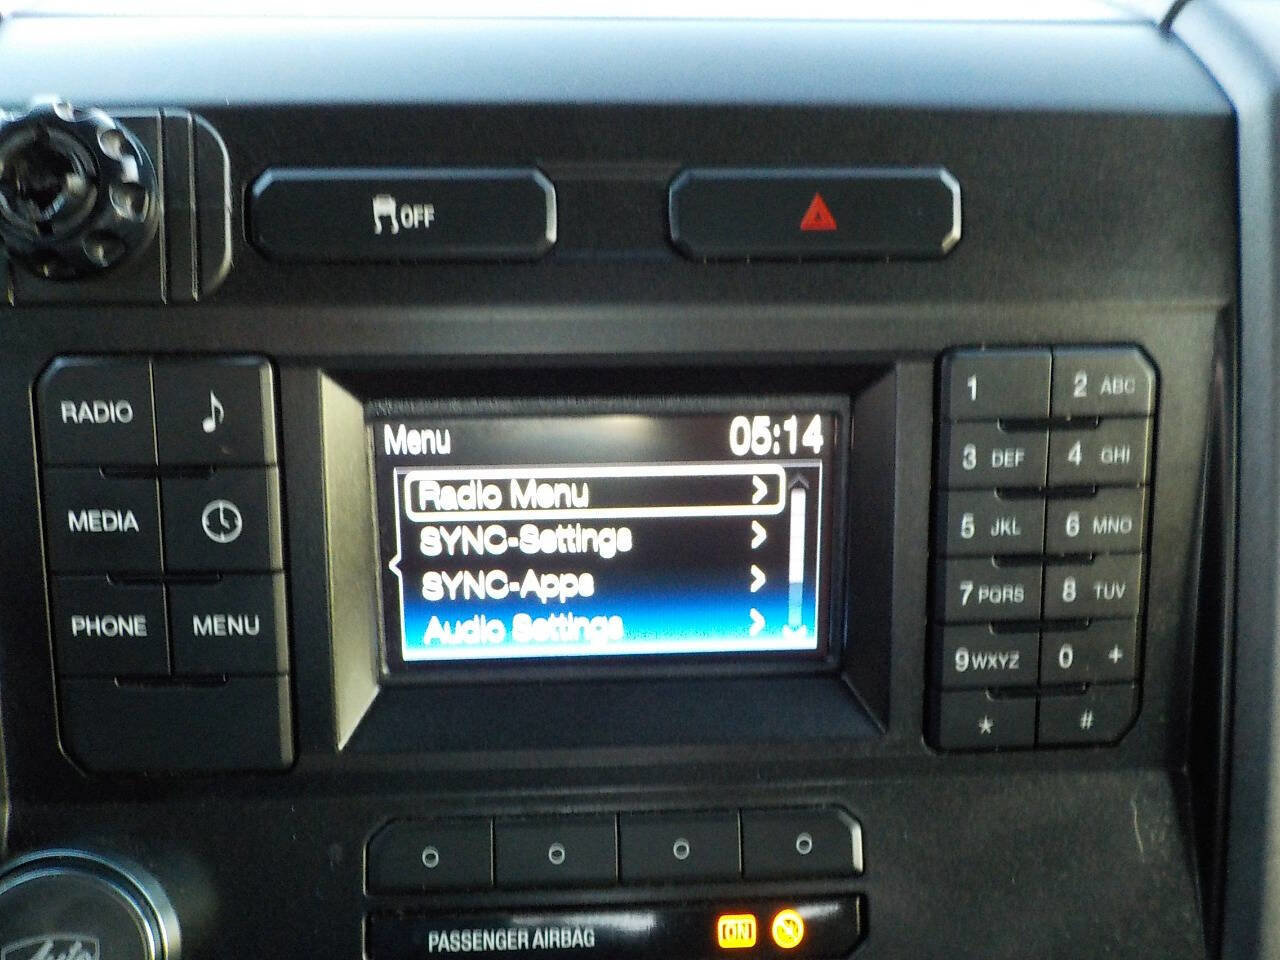 OFF
RADIO
MEDIA
PHONE MENU
Menu 05:14
Radio Menu >
SYNC-Settings >
SYNC-Apps >
Audio Settings >
1 2 ABC
3 DEF 4 GHI
5 JKL 6 MNO
7 PQRS 8 TUV
9 WXYZ 0 +
* #
PASSENGER AIRBAG ON
Auto